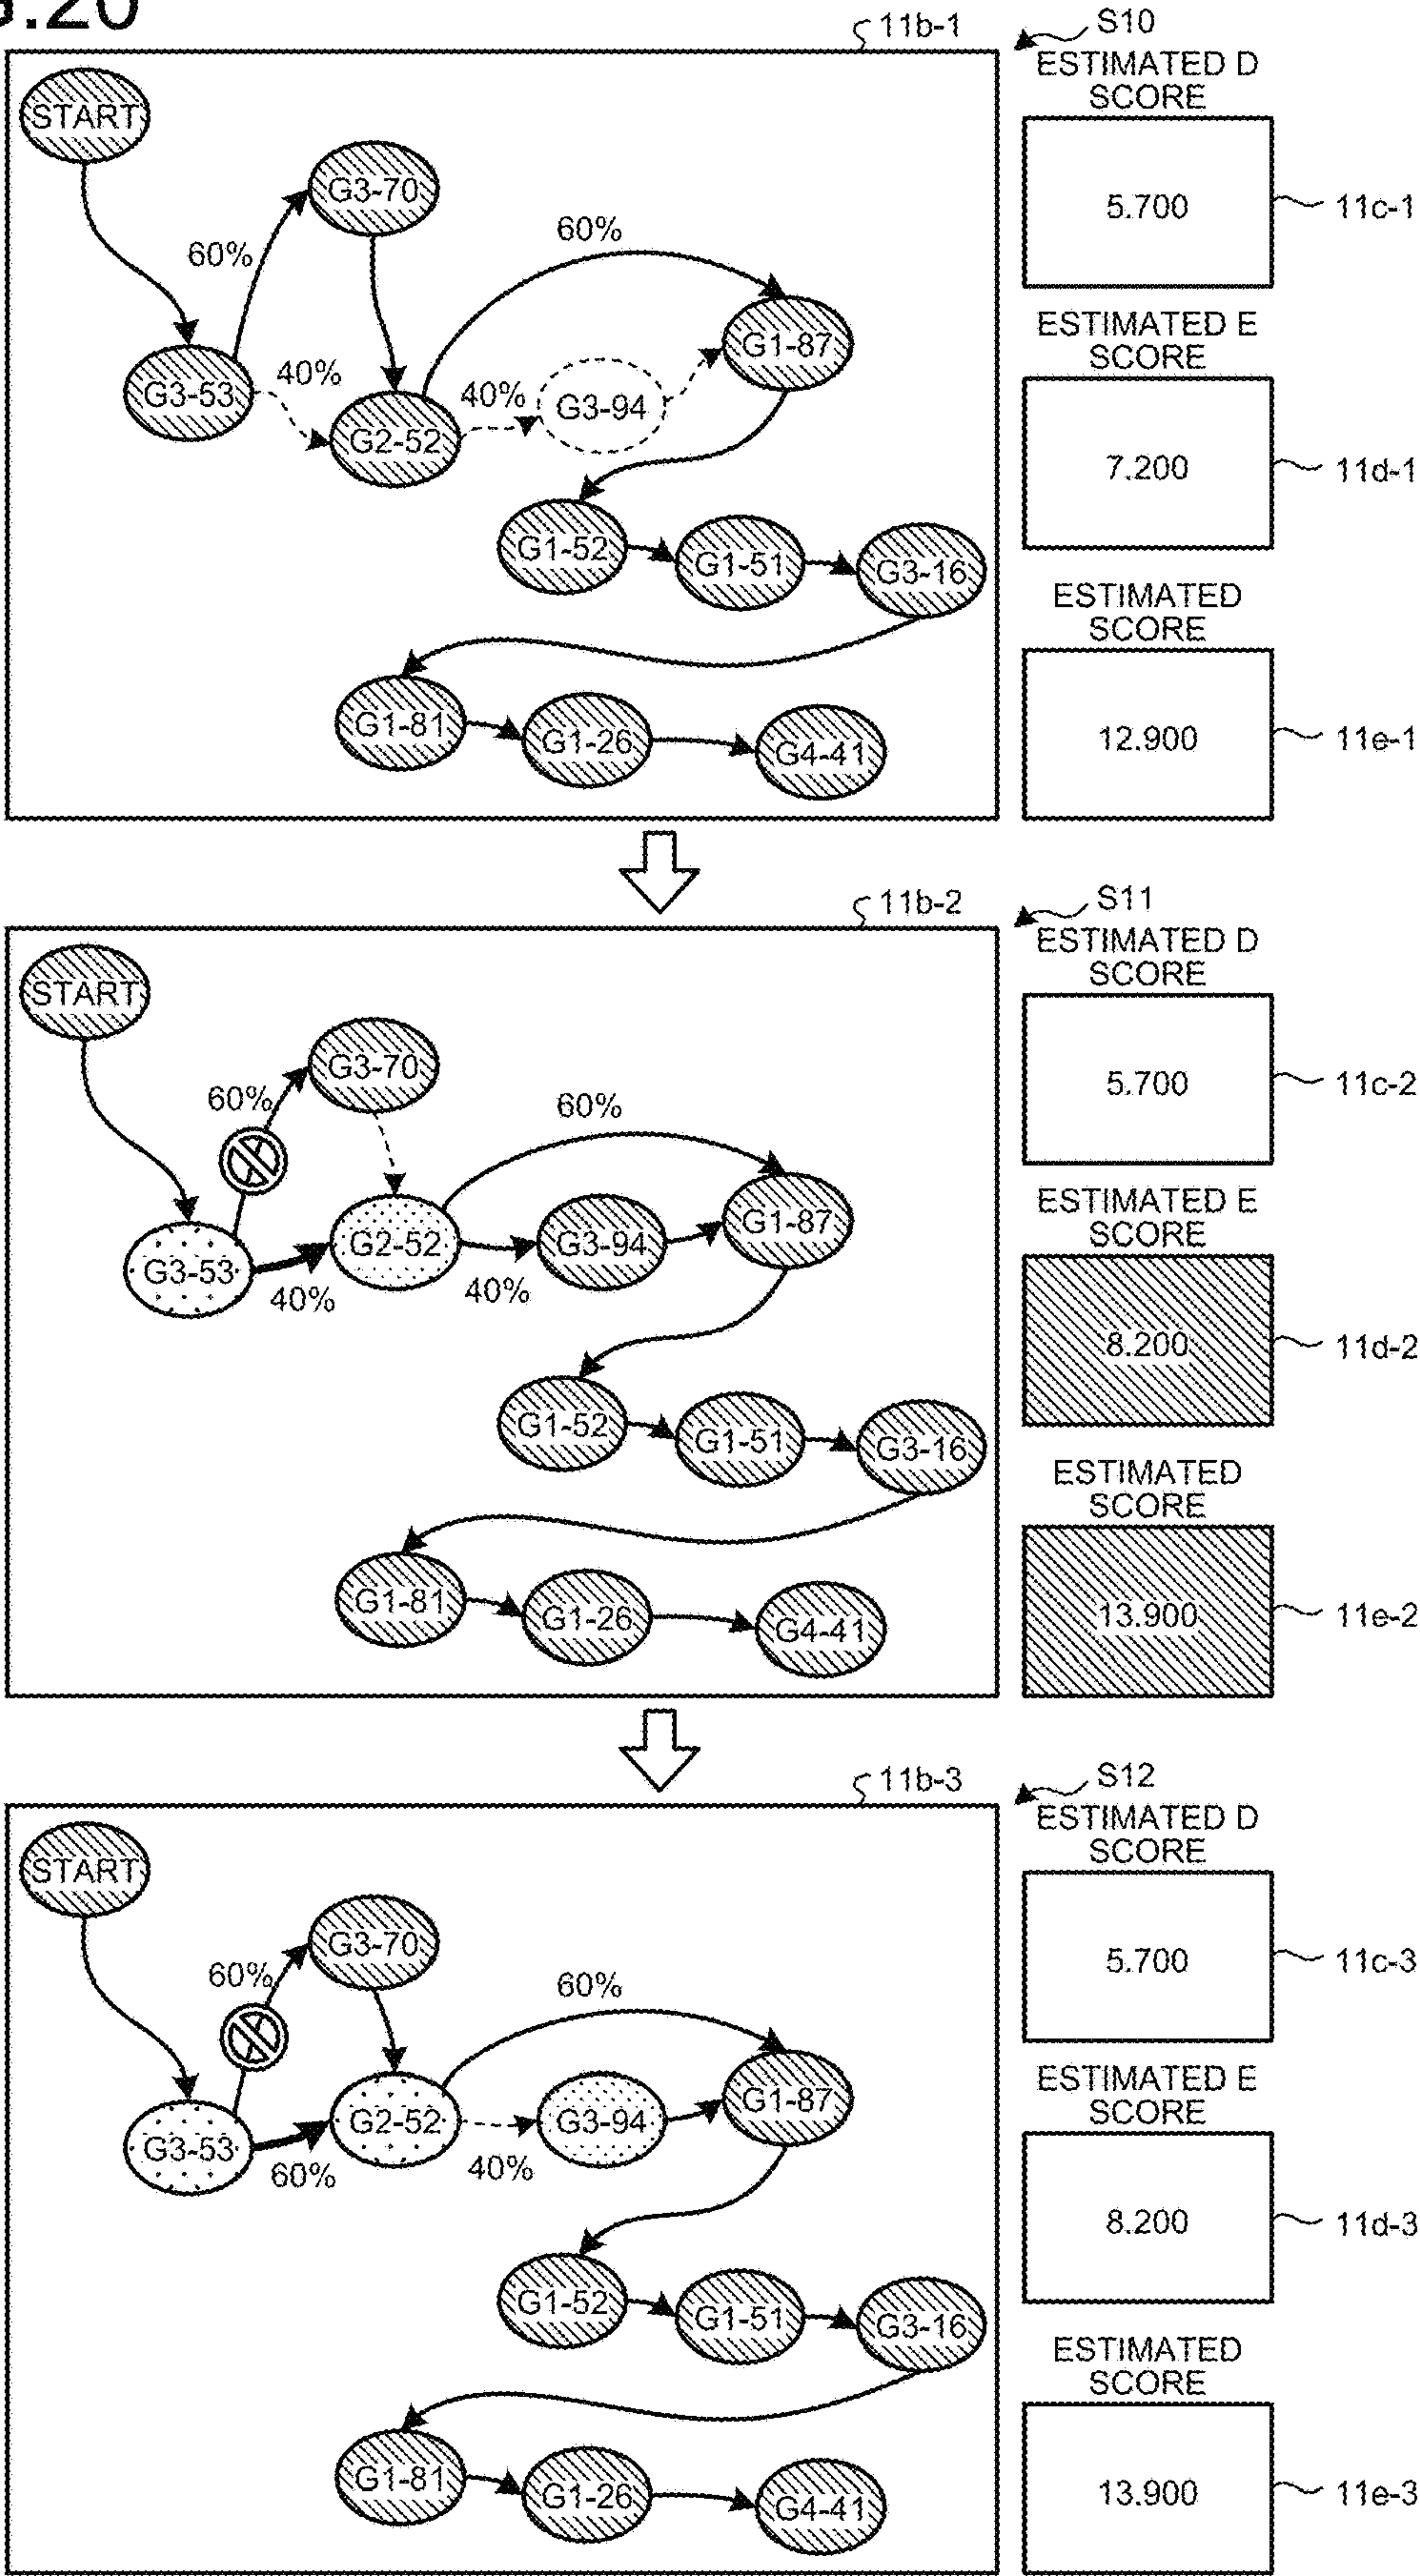 G.20
11b-1
S10
START
G3-70
60%
60%
G3-53
40%
G2-52
40%
G3-94
G1-87
G1-52
G1-51
G3-16
G1-81
G1-26
G4-41
ESTIMATED D
SCORE
5.700
11c-1
ESTIMATED E
SCORE
7.200
11d-1
ESTIMATED
SCORE
12.900
11e-1
11b-2
S11
START
G3-70
60%
60%
G3-53
40%
G2-52
40%
G3-94
G1-87
G1-52
G1-51
G3-16
G1-81
G1-26
G4-41
ESTIMATED D
SCORE
5.700
11c-2
ESTIMATED E
SCORE
8.200
11d-2
ESTIMATED
SCORE
13.900
11e-2
11b-3
S12
START
G3-70
60%
60%
G3-53
60%
G2-52
40%
G3-94
G1-87
G1-52
G1-51
G3-16
G1-81
G1-26
G4-41
ESTIMATED D
SCORE
5.700
11c-3
ESTIMATED E
SCORE
8.200
11d-3
ESTIMATED
SCORE
13.900
11e-3